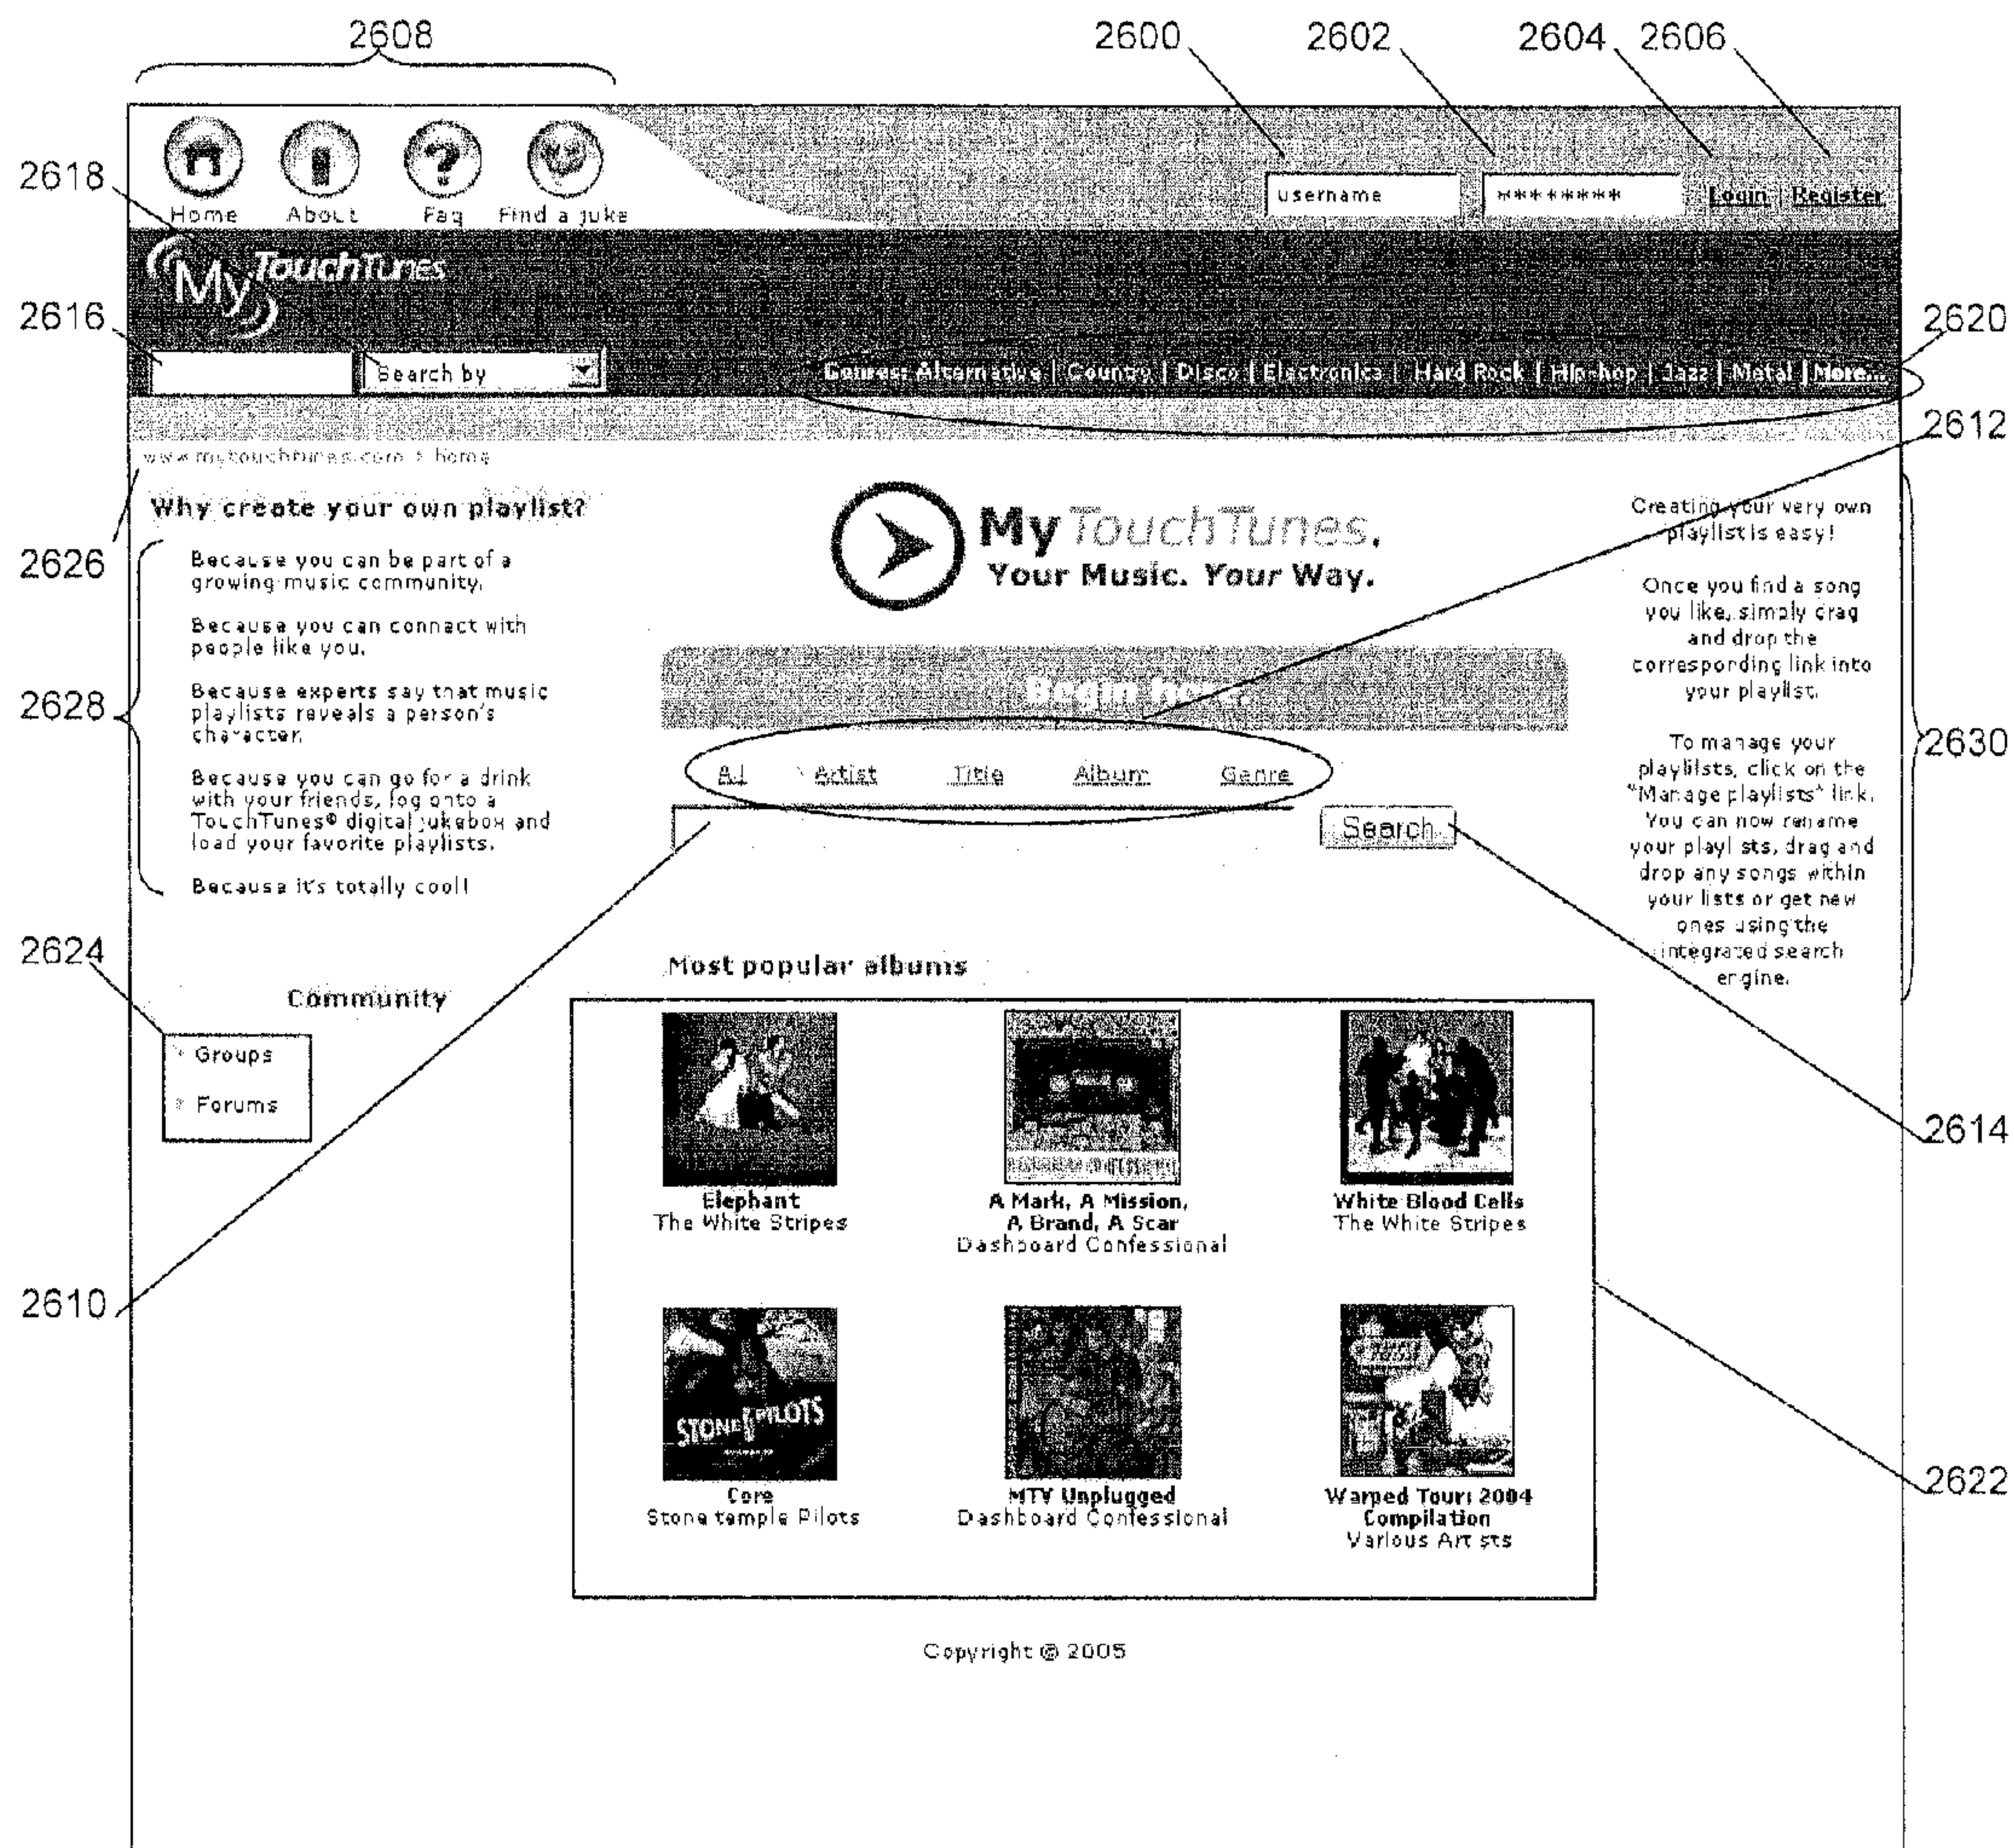 2608
2600
2602
2604
2606
Home
About
Faq
Find a juke
username
********
Login | Register
2618
My TouchTunes
2616
2620
Search by
Genres: Alternative | Country | Disco | Electronica | Hard Rock | Hip-hop | Jazz | Metal | More...
2612
www.mytouchtunes.com > home
Why create your own playlist?
2626
Because you can be part of a
growing music community.
Because you can connect with
people like you.
2628
Because experts say that music
playlists reveals a person's
character.
Because you can go for a drink
with your friends, log onto a
TouchTunes® digital jukebox and
load your favorite playlists.
Because it's totally cool!
2624
Community
Groups
Forums
2610
My TouchTunes.
Your Music. Your Way.
Begin
All
Artist
Title
Album
Genre
Search
Creating your very own
playlist is easy!
Once you find a song
you like, simply drag
and drop the
corresponding link into
your playlist.
To manage your
playlilsts, click on the
"Manage playlists" link.
You can now rename
your playlists, drag and
drop any songs within
your lists or get new
ones using the
integrated search
engine.
2630
2614
Most popular albums
Elephant
The White Stripes
A Mark, A Mission,
A Brand, A Scar
Dashboard Confessional
White Blood Cells
The White Stripes
STONE TEMPLE PILOTS
Core
Stone temple Pilots
MTV Unplugged
Dashboard Confessional
Warped Tour: 2004
Compilation
Various Artists
2622
Copyright © 2005